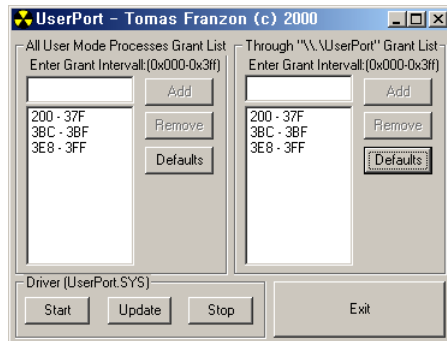 UserPort – Tomas Franzon (c) 2000
All User Mode Processes Grant List
Enter Grant Intervall:(0x000-0x3ff)
Add
200 - 37F
3BC - 3BF
3E8 - 3FF
Remove
Defaults
Through "\\.\UserPort" Grant List
Enter Grant Intervall:(0x000-0x3ff)
Add
200 - 37F
3BC - 3BF
3E8 - 3FF
Remove
Defaults
Driver (UserPort.SYS)
Start
Update
Stop
Exit